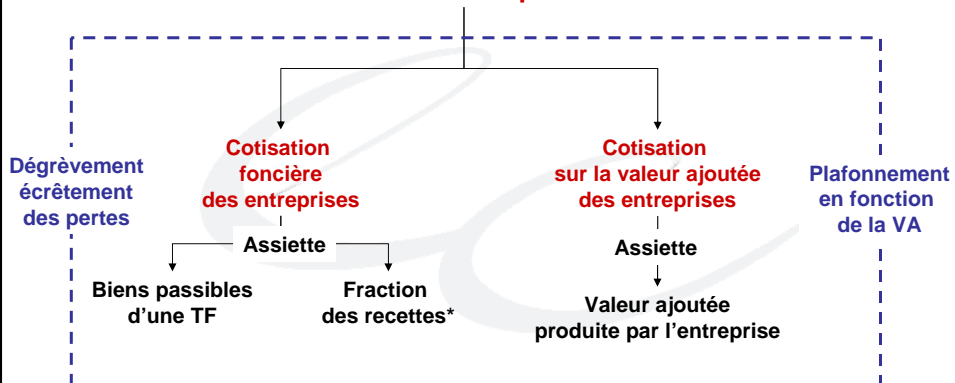 Cotisation
foncière
des entreprises
Cotisation
sur la valeur ajoutée
des entreprises
Dégrèvement
écrêtement
des pertes
Plafonnement
en fonction
de la VA
Assiette
Assiette
Biens passibles
d'une TF
Fraction
des recettes*
Valeur ajoutée
produite par l'entreprise